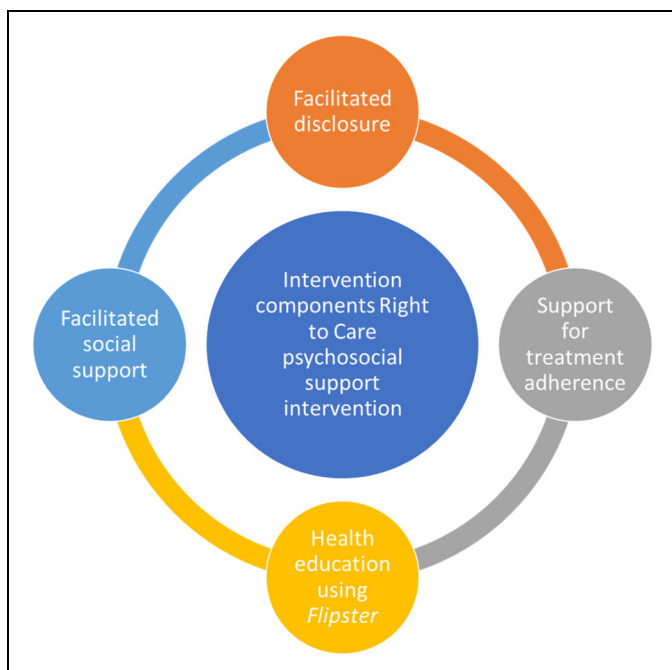 Facilitated
disclosure
Intervention
components Right
to Care
psychosocial
support
intervention
Support
for
treatment
adherence
Health
education
using
Flipster
Facilitated
social
support